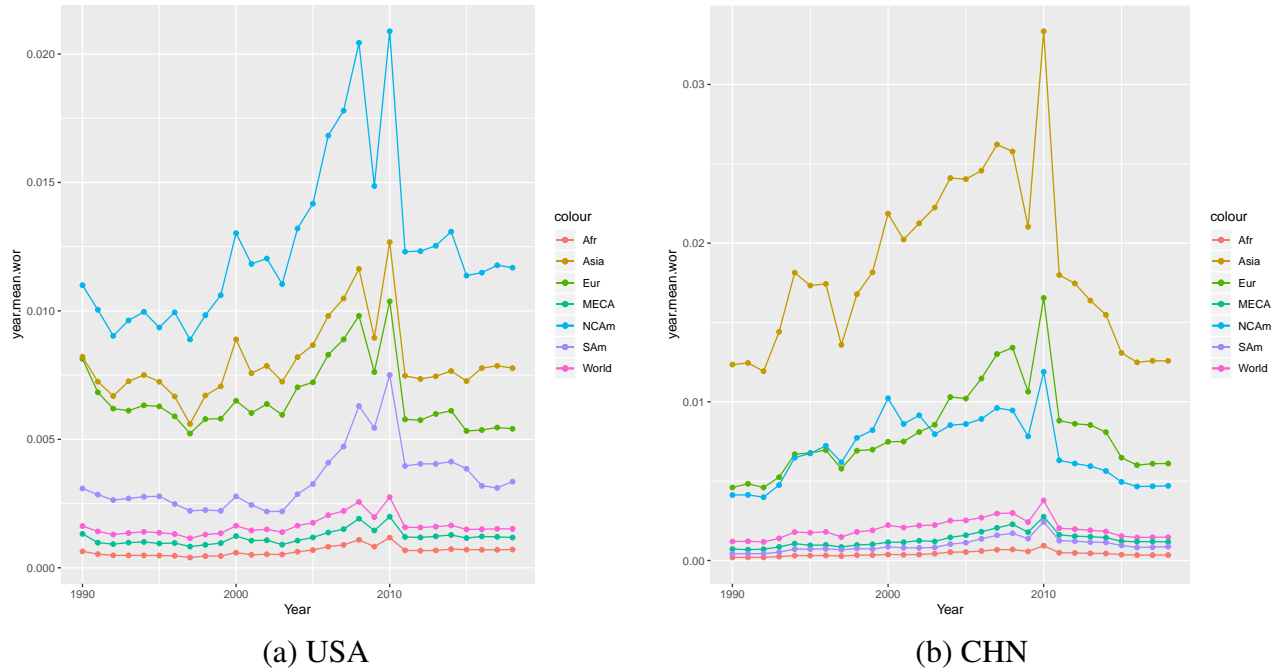 0.020
0.015
0.010
0.005
0.000
year.mean.wor
1990
2000
2010
Year
colour
Afr
Asia
Eur
MECA
NCAm
SAm
World
(a) USA
0.03
0.02
0.01
0.00
year.mean.wor
1990
2000
2010
Year
colour
Afr
Asia
Eur
MECA
NCAm
SAm
World
(b) CHN